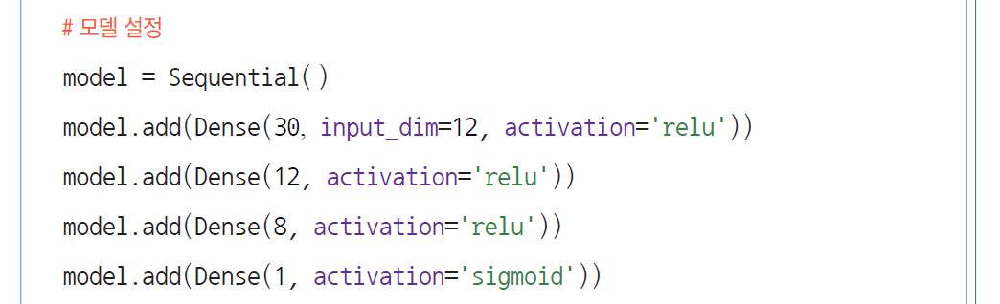 # 모델 설정
model = Sequential()
model.add(Dense(30, input_dim=12, activation='relu'))
model.add(Dense(12, activation='relu'))
model.add(Dense(8, activation='relu'))
model.add(Dense(1, activation='sigmoid'))